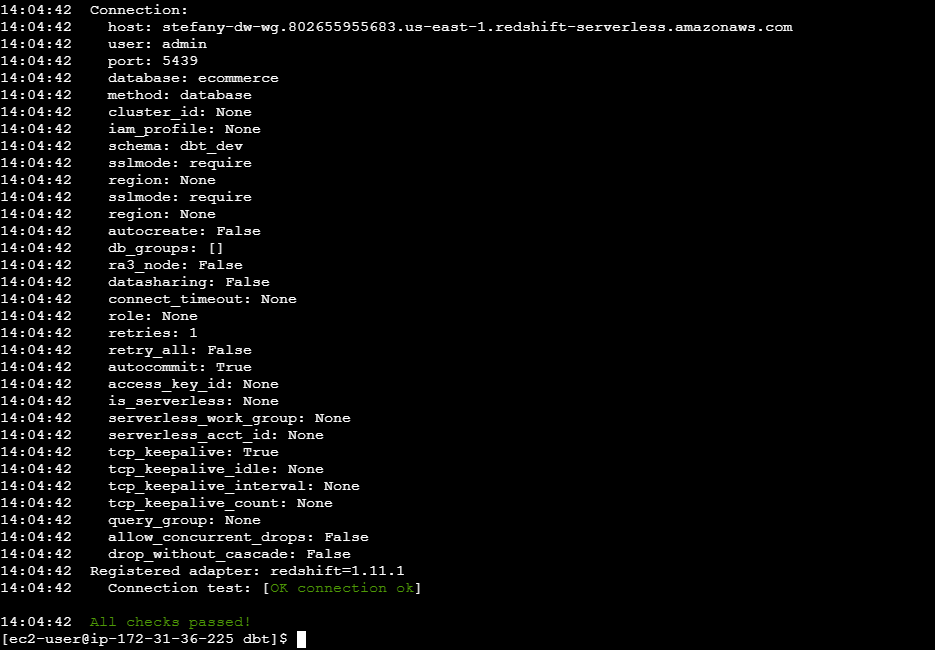 14:04:42  Connection:
14:04:42    host: stefany-dw-wg.802655955683.us-east-1.redshift-serverless.amazonaws.com
14:04:42    user: admin
14:04:42    port: 5439
14:04:42    database: ecommerce
14:04:42    method: database
14:04:42    cluster_id: None
14:04:42    iam_profile: None
14:04:42    schema: dbt_dev
14:04:42    sslmode: require
14:04:42    region: None
14:04:42    sslmode: require
14:04:42    region: None
14:04:42    autocreate: False
14:04:42    db_groups: []
14:04:42    ra3_node: False
14:04:42    datasharing: False
14:04:42    connect_timeout: None
14:04:42    role: None
14:04:42    retries: 1
14:04:42    retry_all: False
14:04:42    autocommit: True
14:04:42    access_key_id: None
14:04:42    is_serverless: None
14:04:42    serverless_work_group: None
14:04:42    serverless_acct_id: None
14:04:42    tcp_keepalive: True
14:04:42    tcp_keepalive_idle: None
14:04:42    tcp_keepalive_interval: None
14:04:42    tcp_keepalive_count: None
14:04:42    query_group: None
14:04:42    allow_concurrent_drops: False
14:04:42    drop_without_cascade: False
14:04:42  Registered adapter: redshift=1.11.1
14:04:42    Connection test: [OK connection ok]
14:04:42  All checks passed!
[ec2-user@ip-172-31-36-225 dbt]$